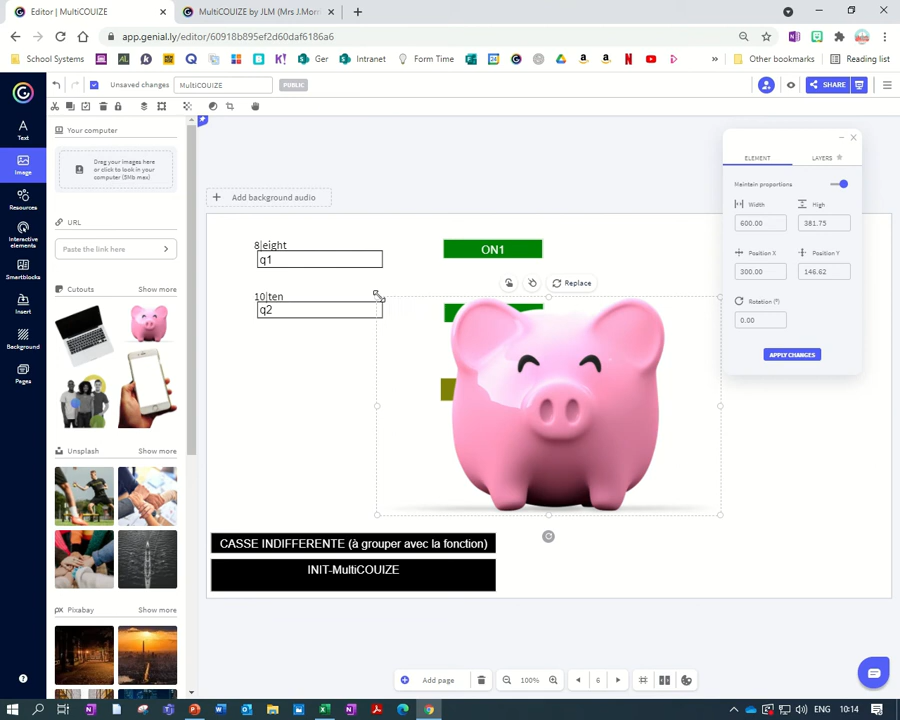 Editor | MultiCOUIZE
MultiCOUIZE by JLM (Mrs J.Morri
app.genial.ly/editor/60918b895ef2d60daf6186a6
School Systems
Ger
Intranet
Form Time
Other bookmarks
Reading list
Unsaved changes
MultiCOUIZE
PUBLIC
SHARE
Text
Image
Resources
Interactive elements
Smartblocks
Insert
Background
Pages
Your computer
Drag your images here
or click to look in your
computer (5Mb max)
URL
Paste the link here
Cutouts
Show more
Unsplash
Show more
Pixabay
Show more
Add background audio
8|eight
q1
10|ten
q2
ON1
Replace
CASSE INDIFFERENTE (à grouper avec la fonction)
INIT-MultiCOUIZE
ELEMENT
LAYERS
Maintain proportions
Width
High
600.00
381.75
Position X
Position Y
300.00
146.62
Rotation (º)
0.00
APPLY CHANGES
Add page
100%
6
ENG
10:14